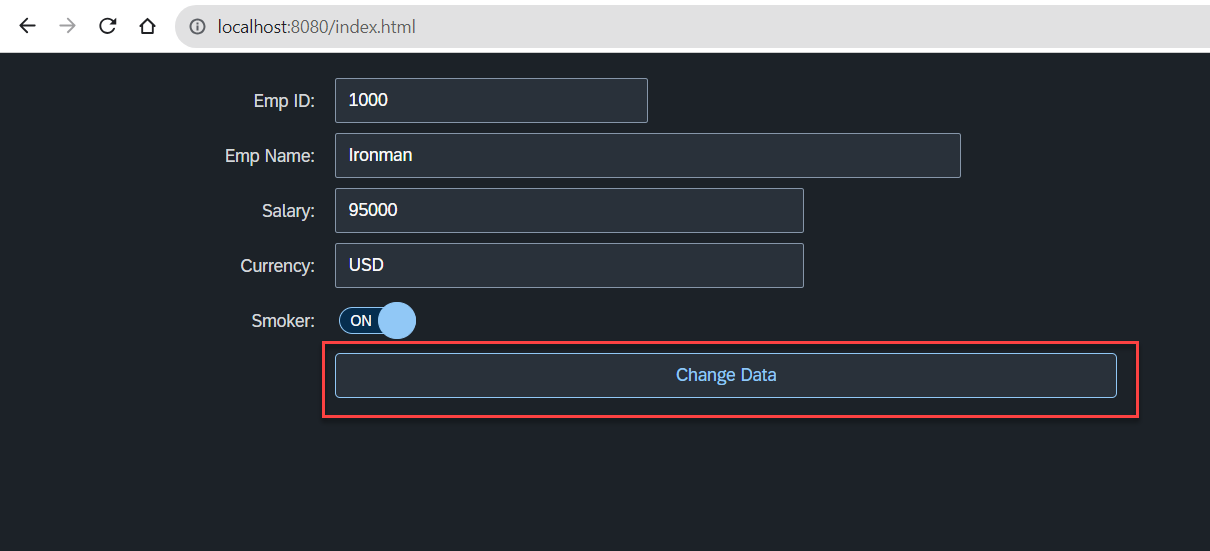 localhost:8080/index.html
Emp ID: 1000
Emp Name: Ironman
Salary: 95000
Currency: USD
Smoker: ON
Change Data